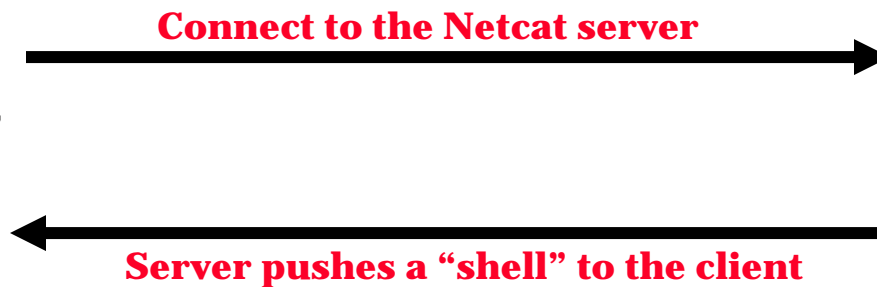 Connect to the Netcat server
Server pushes a “shell” to the client